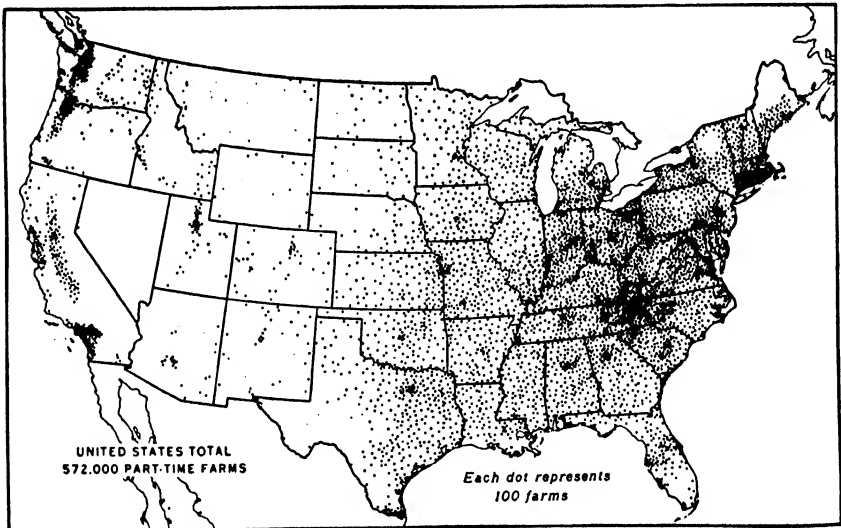 UNITED STATES TOTAL
572.000 PART-TIME FARMS
Each dot represents
100 farms